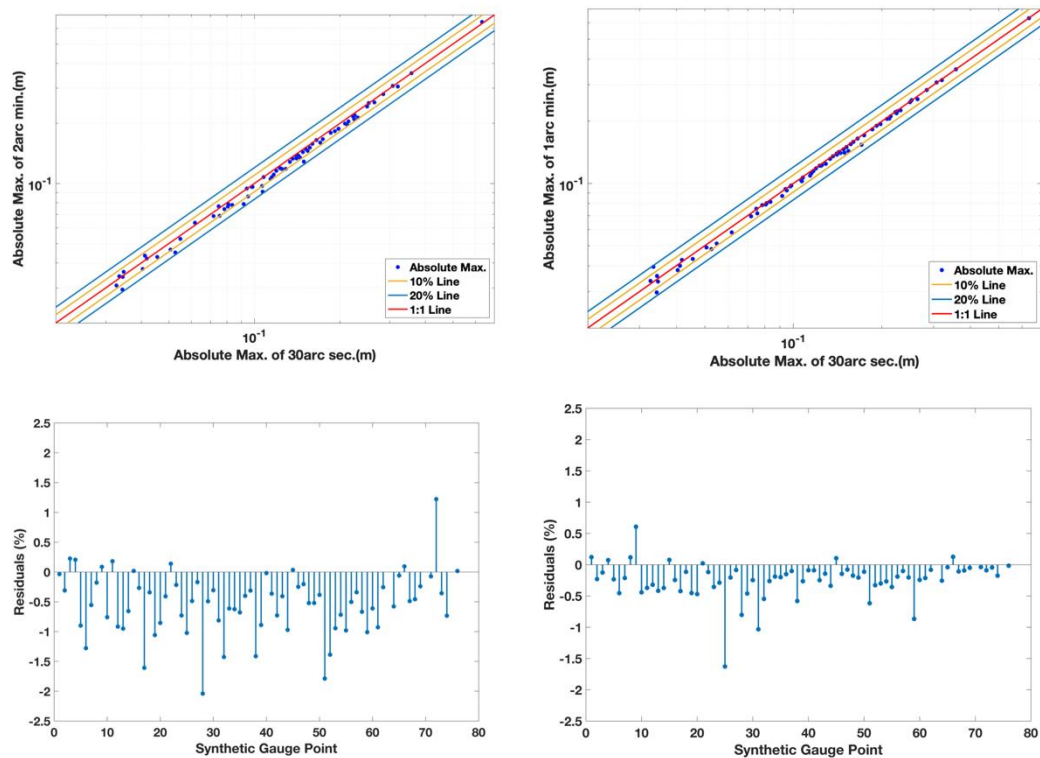 Absolute Max. of 2arc min.(m)
10⁻¹
Absolute Max.
10% Line
20% Line
1:1 Line
10⁻¹
Absolute Max. of 30arc sec.(m)
Absolute Max. of 1arc min.(m)
10⁻¹
Absolute Max.
10% Line
20% Line
1:1 Line
10⁻¹
Absolute Max. of 30arc sec.(m)
Residuals (%)
2.5
2
1.5
1
0.5
0
-0.5
-1
-1.5
-2
-2.5
0 10 20 30 40 50 60 70 80
Synthetic Gauge Point
Residuals (%)
2.5
2
1.5
1
0.5
0
-0.5
-1
-1.5
-2
-2.5
0 10 20 30 40 50 60 70 80
Synthetic Gauge Point